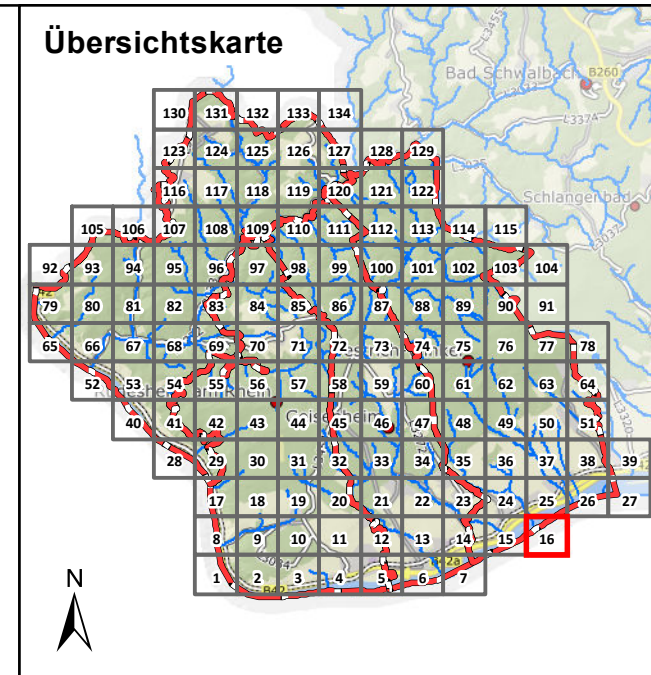 Übersichtskarte
Bad Schwalbach
B260
L3455
L3374
L3035
Schlangenbad
L3037
130 131 132 133 134
123 124 125 126 127 128 129
116 117 118 119 120 121 122
105 106 107 108 109 110 111 112 113 114 115
92 93 94 95 96 97 98 99 100 101 102 103 104
79 80 81 82 83 84 85 86 87 88 89 90 91
65 66 67 68 69 70 71 72 73 74 75 76 77 78
52 53 54 55 56 57 58 59 60 61 62 63 64
Geisenheim
L3320
40 41 42 43 44 45 46 47 48 49 50 51
28 29 30 31 32 33 34 35 36 37 38 39
17 18 19 20 21 22 23 24 25 26 27
8 9 10 11 12 13 14 15 16
L3034
B42a
1 2 3 4 5 6 7
B42
N